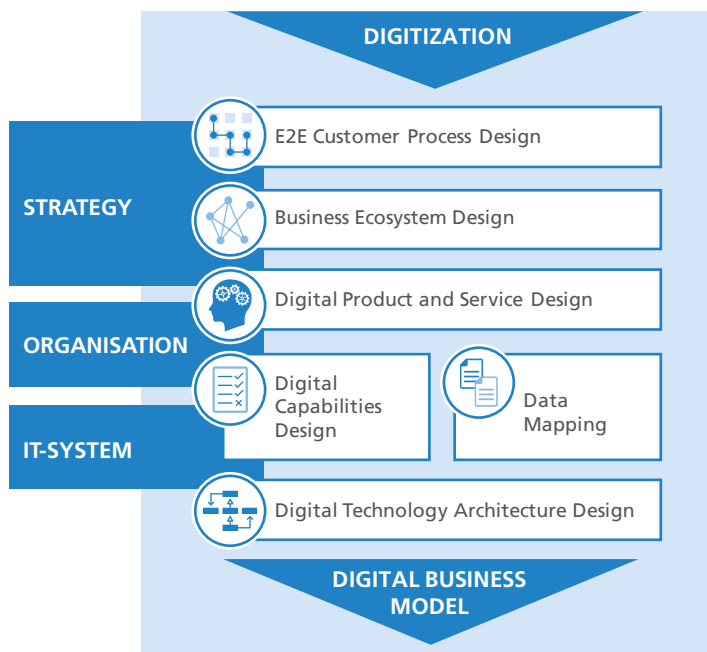 DIGITIZATION
E2E Customer Process Design
STRATEGY
Business Ecosystem Design
Digital Product and Service Design
ORGANISATION
Digital
Capabilities
Design
Data
Mapping
IT-SYSTEM
Digital Technology Architecture Design
DIGITAL BUSINESS
MODEL